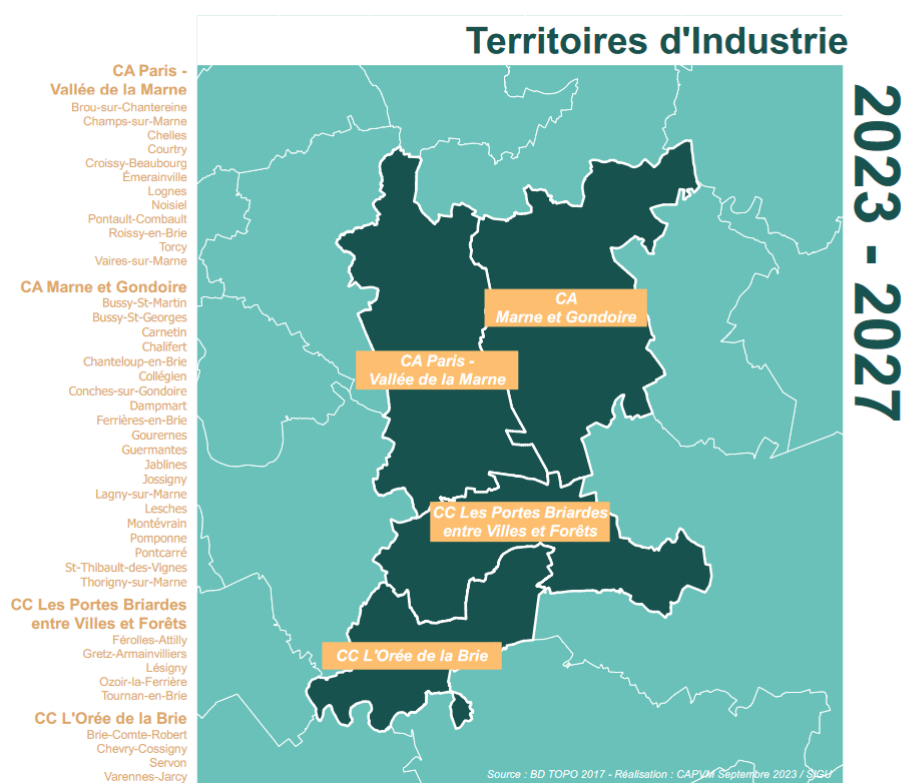 Territoires d'Industrie
2023 - 2027
CA Paris -
Vallée de la Marne
Brou-sur-Chantereine
Champs-sur-Marne
Chelles
Courtry
Croissy-Beaubourg
Émerainville
Lognes
Noisiel
Pontault-Combault
Roissy-en-Brie
Torcy
Vaires-sur-Marne
CA Marne et Gondoire
Bussy-St-Martin
Bussy-St-Georges
Carnetin
Chalifert
Chanteloup-en-Brie
Collégien
Conches-sur-Gondoire
Dampmart
Ferrières-en-Brie
Gourernes
Guermantes
Jablines
Jossigny
Lagny-sur-Marne
Lesches
Montévrain
Pomponne
Pontcarré
St-Thibault-des-Vignes
Thorigny-sur-Marne
CC Les Portes Briardes
entre Villes et Forêts
Férolles-Attilly
Gretz-Armainvilliers
Lésigny
Ozoir-la-Ferrière
Tournan-en-Brie
CC L'Orée de la Brie
Brie-Comte-Robert
Chevry-Cossigny
Servon
Varennes-Jarcy
CA
Marne et Gondoire
CA Paris -
Vallée de la Marne
CC Les Portes Briardes
entre Villes et Forêts
CC L'Orée de la Brie
Source : BD TOPO 2017 - Réalisation : CAPVM Septembre 2023 / SIGU